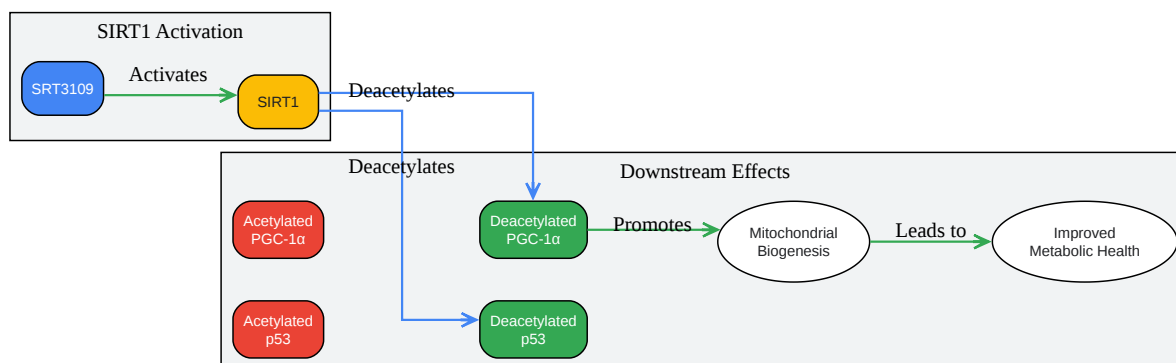 SIRT1 Activation
SRT3109
Activates
SIRT1
Deacetylates
Deacetylates
Downstream Effects
Acetylated
PGC-1α
Deacetylated
PGC-1α
Promotes
Mitochondrial
Biogenesis
Leads to
Improved
Metabolic Health
Acetylated
p53
Deacetylated
p53